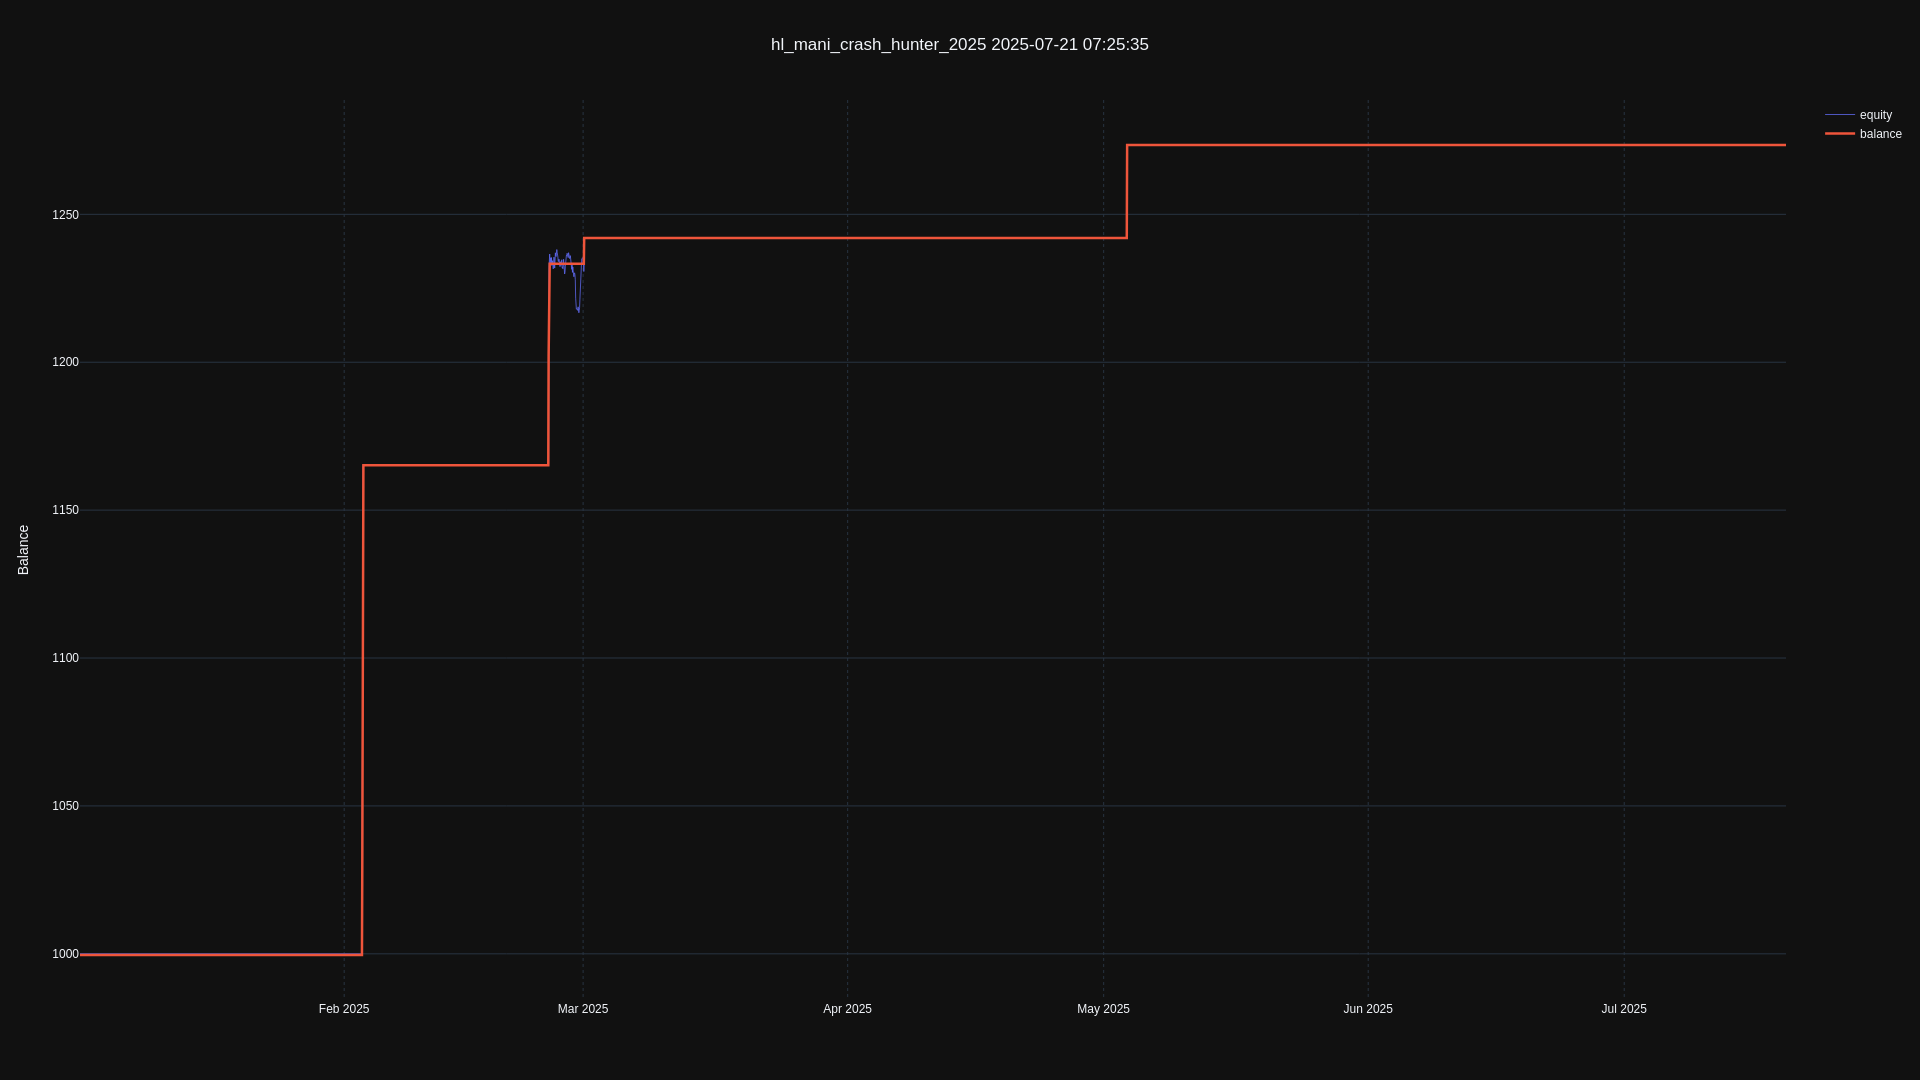 hl_mani_crash_hunter_2025 2025-07-21 07:25:35
equity
balance
Balance
1250
1200
1150
1100
1050
1000
Feb 2025
Mar 2025
Apr 2025
May 2025
Jun 2025
Jul 2025